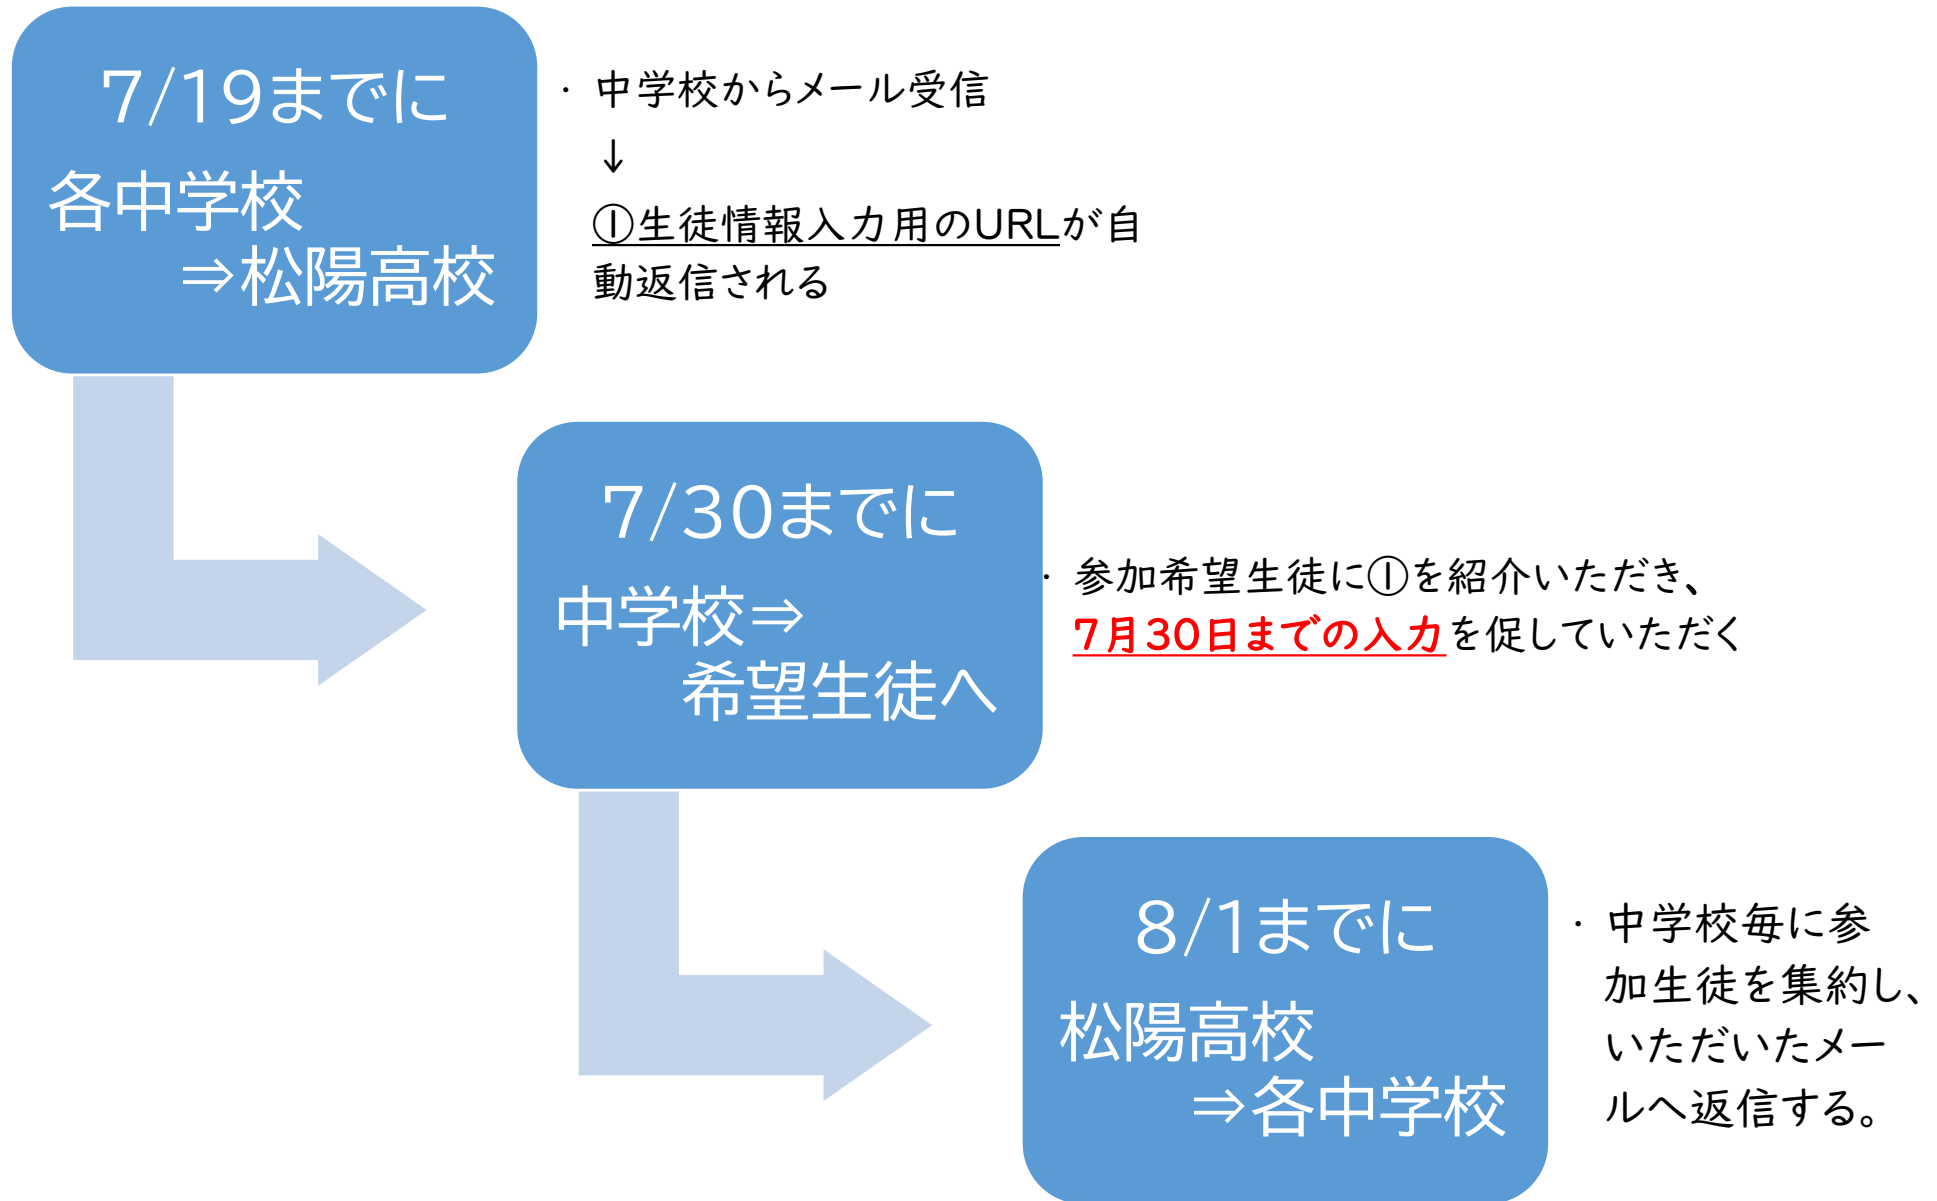 7/19までに
各中学校
⇒松陽高校
・ 中学校からメール受信
↓
①生徒情報入力用のURLが自
動返信される
7/30までに
中学校⇒
希望生徒へ
・ 参加希望生徒に①を紹介いただき、
7月30日までの入力を促していただく
8/1までに
松陽高校
⇒各中学校
・ 中学校毎に参
加生徒を集約し、
いただいたメー
ルへ返信する。